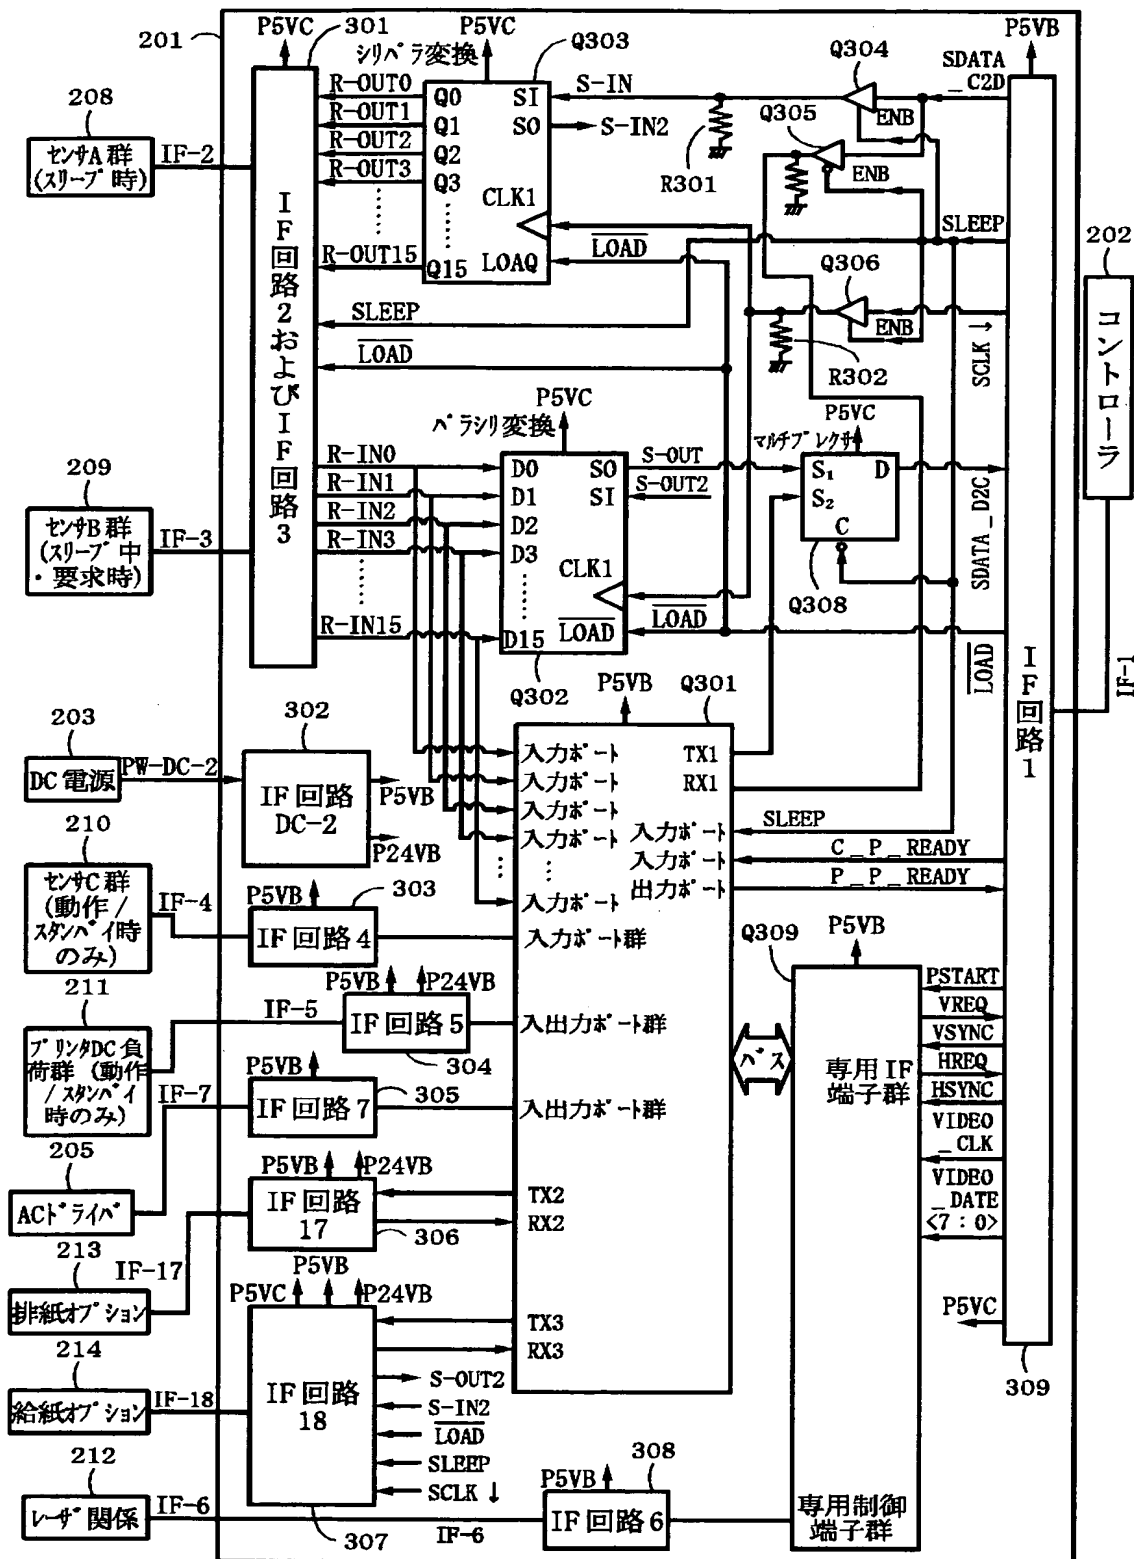 201
P5VC
301
シリパラ変換
P5VC
Q303
Q304
SDATA
_C2D
P5VB
208
センサA群
(スリープ時)
IF-2
R-OUT0
R-OUT1
R-OUT2
R-OUT3
R-OUT15
Q0
Q1
Q2
Q3
Q15
SI
SO
CLK1
LOAQ
S-IN
S-IN2
R301
Q305
ENB
ENB
SLEEP
202
コントローラ
IF回路2およびIF回路3
LOAD
SLEEP
LOAD
Q306
ENB
R302
SCLK↓
209
センサB群
(スリープ中
・要求時)
IF-3
パラシリ変換
P5VC
R-IN0
R-IN1
R-IN2
R-IN3
R-IN15
D0
D1
D2
D3
D15
SO
SI
CLK1
LOAD
S-OUT
S-OUT2
マルチプレクサ
P5VC
S1
S2
D
C
Q308
SDATA_D2C
LOAD
LOAD
Q302
IF-1
IF回路1
203
DC電源
PW-DC-2
302
IF回路
DC-2
P5VB
P24VB
P5VB
Q301
入力ポート
入力ポート
入力ポート
入力ポート
入力ポート
TX1
RX1
入力ポート
入力ポート
出力ポート
SLEEP
C_P_READY
P_P_READY
210
センサC群
(動作/
スタンバイ時
のみ)
IF-4
P5VB
303
IF回路4
入力ポート群
Q309
P5VB
211
プリンタDC負
荷群(動作
/スタンバイ
時のみ)
IF-5
P5VB
P24VB
IF回路5
304
入出力ポート群
バス
専用IF
端子群
PSTART
VREQ
VSYNC
HREQ
HSYNC
VIDEO
_CLK
VIDEO
_DATE
<7:0>
IF-7
P5VB
305
IF回路7
入出力ポート群
205
ACドライバ
P5VB
P24VB
IF回路
17
306
TX2
RX2
213
排紙オプション
IF-17
P5VC
P5VB
P24VB
TX3
RX3
P5VC
309
214
給紙オプション
IF-18
IF回路
18
S-OUT2
S-IN2
LOAD
SLEEP
SCLK↓
307
212
レーザ関係
IF-6
IF-6
P5VB
308
IF回路6
専用制御
端子群